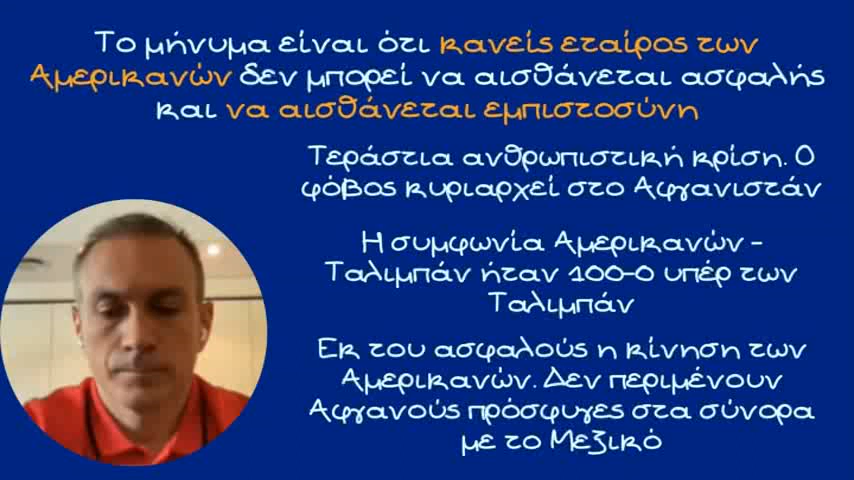 Το μήνυμα είναι ότι κανείς εταίρος των
Αμερικανών δεν μπορεί να αισθάνεται ασφαλής
και να αισθάνεται εμπιστοσύνη
Τεράστια ανθρωπιστική κρίση. Ο
φόβος κυριαρχεί στο Αφγανιστάν
Η συμφωνία Αμερικανών -
Ταλιμπάν ήταν 100-0 υπέρ των
Ταλιμπάν
Εκ του ασφαλούς η κίνηση των
Αμερικανών. Δεν περιμένουν
Αφγανούς πρόσφυγες στα σύνορα
με το Μεξικό